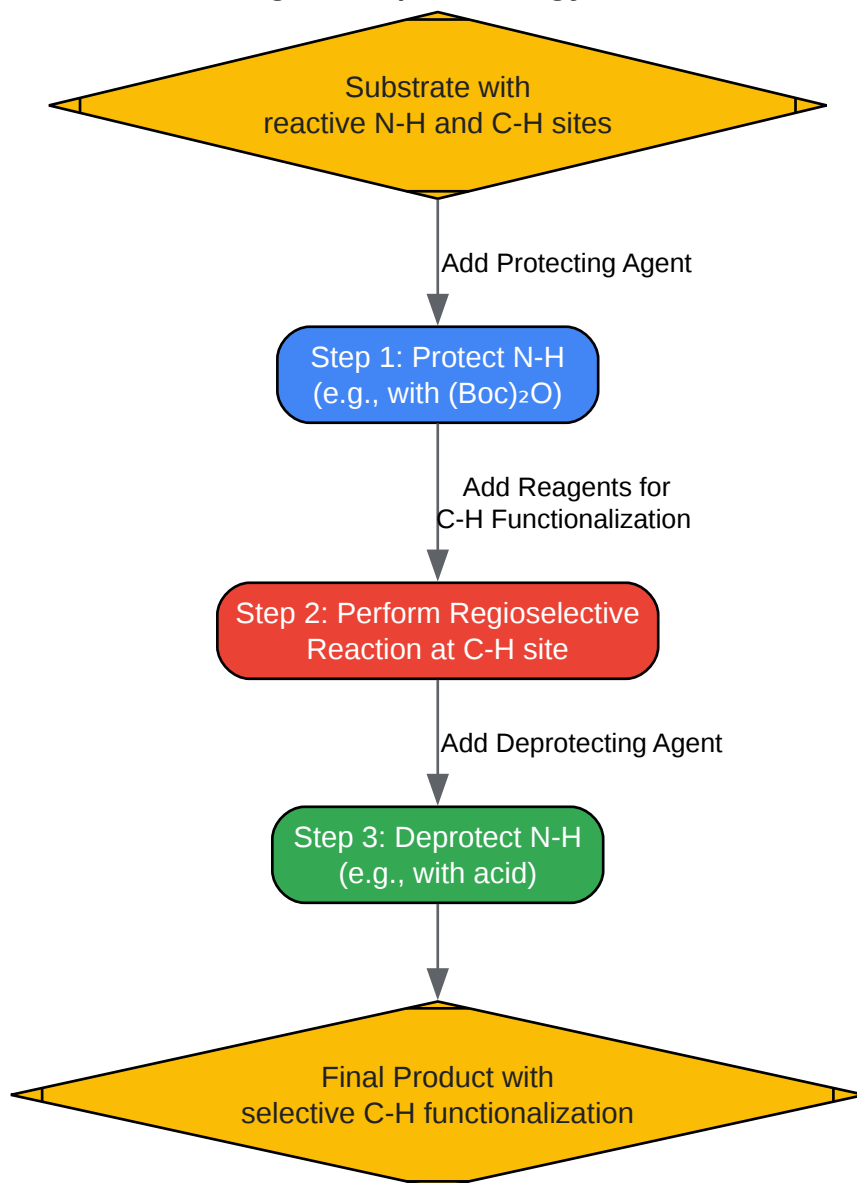 Substrate with
reactive N-H and C-H sites
Add Protecting Agent
Step 1: Protect N-H
(e.g., with (Boc)₂O)
Add Reagents for
C-H Functionalization
Step 2: Perform Regioselective
Reaction at C-H site
Add Deprotecting Agent
Step 3: Deprotect N-H
(e.g., with acid)
Final Product with
selective C-H functionalization